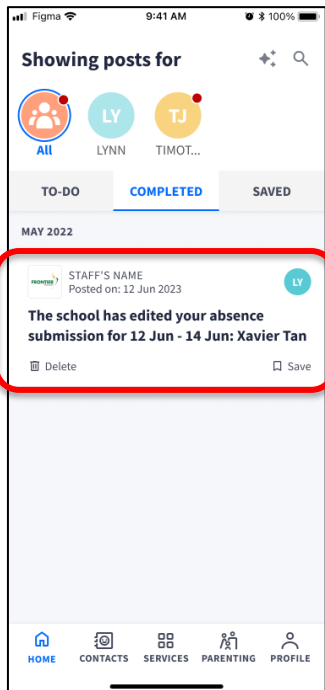 Figma 9:41 AM 100%
Showing posts for
LY TJ
All LYNN TIMOT...
TO-DO COMPLETED SAVED
MAY 2022
FRONTIER STAFF'S NAME LY
Posted on: 12 Jun 2023
The school has edited your absence
submission for 12 Jun - 14 Jun: Xavier Tan
Delete Save
HOME CONTACTS SERVICES PARENTING PROFILE